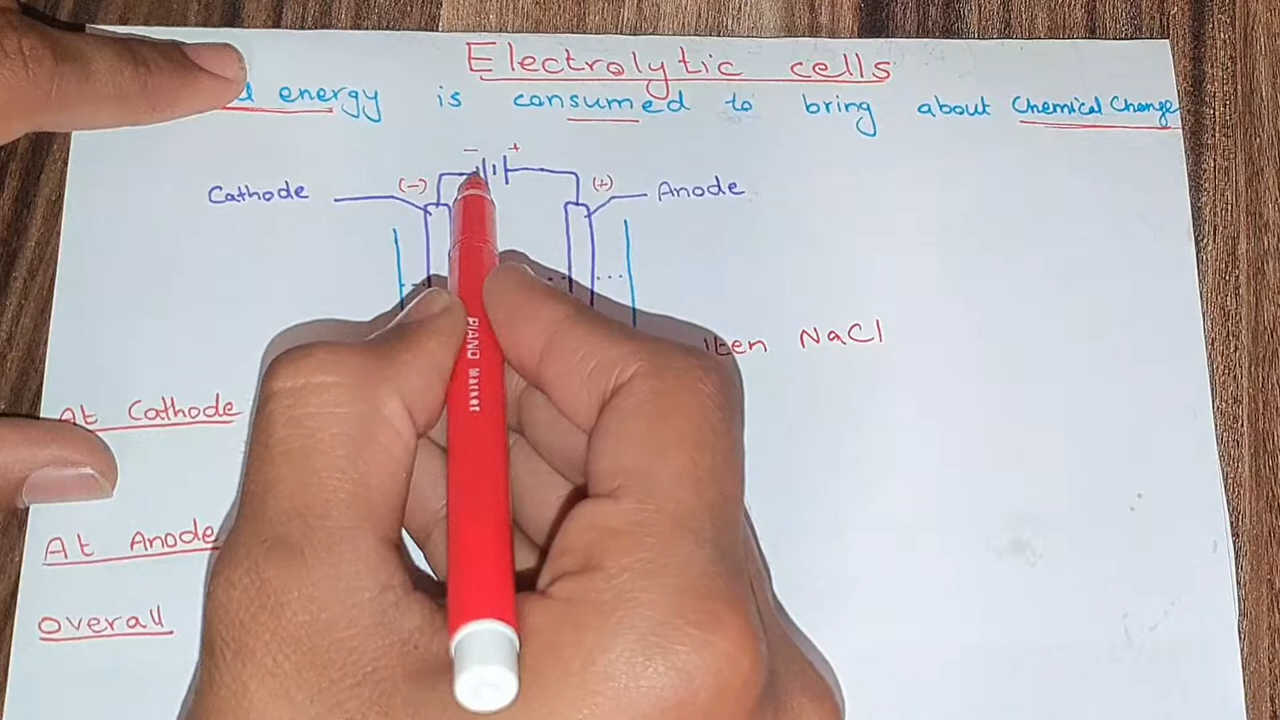 Electrolytic cells
energy is consumed to bring about Chemical Change
- +
Cathode (-) (+) Anode
NaCl
At Cathode
At Anode
Overall
PIANO Marker